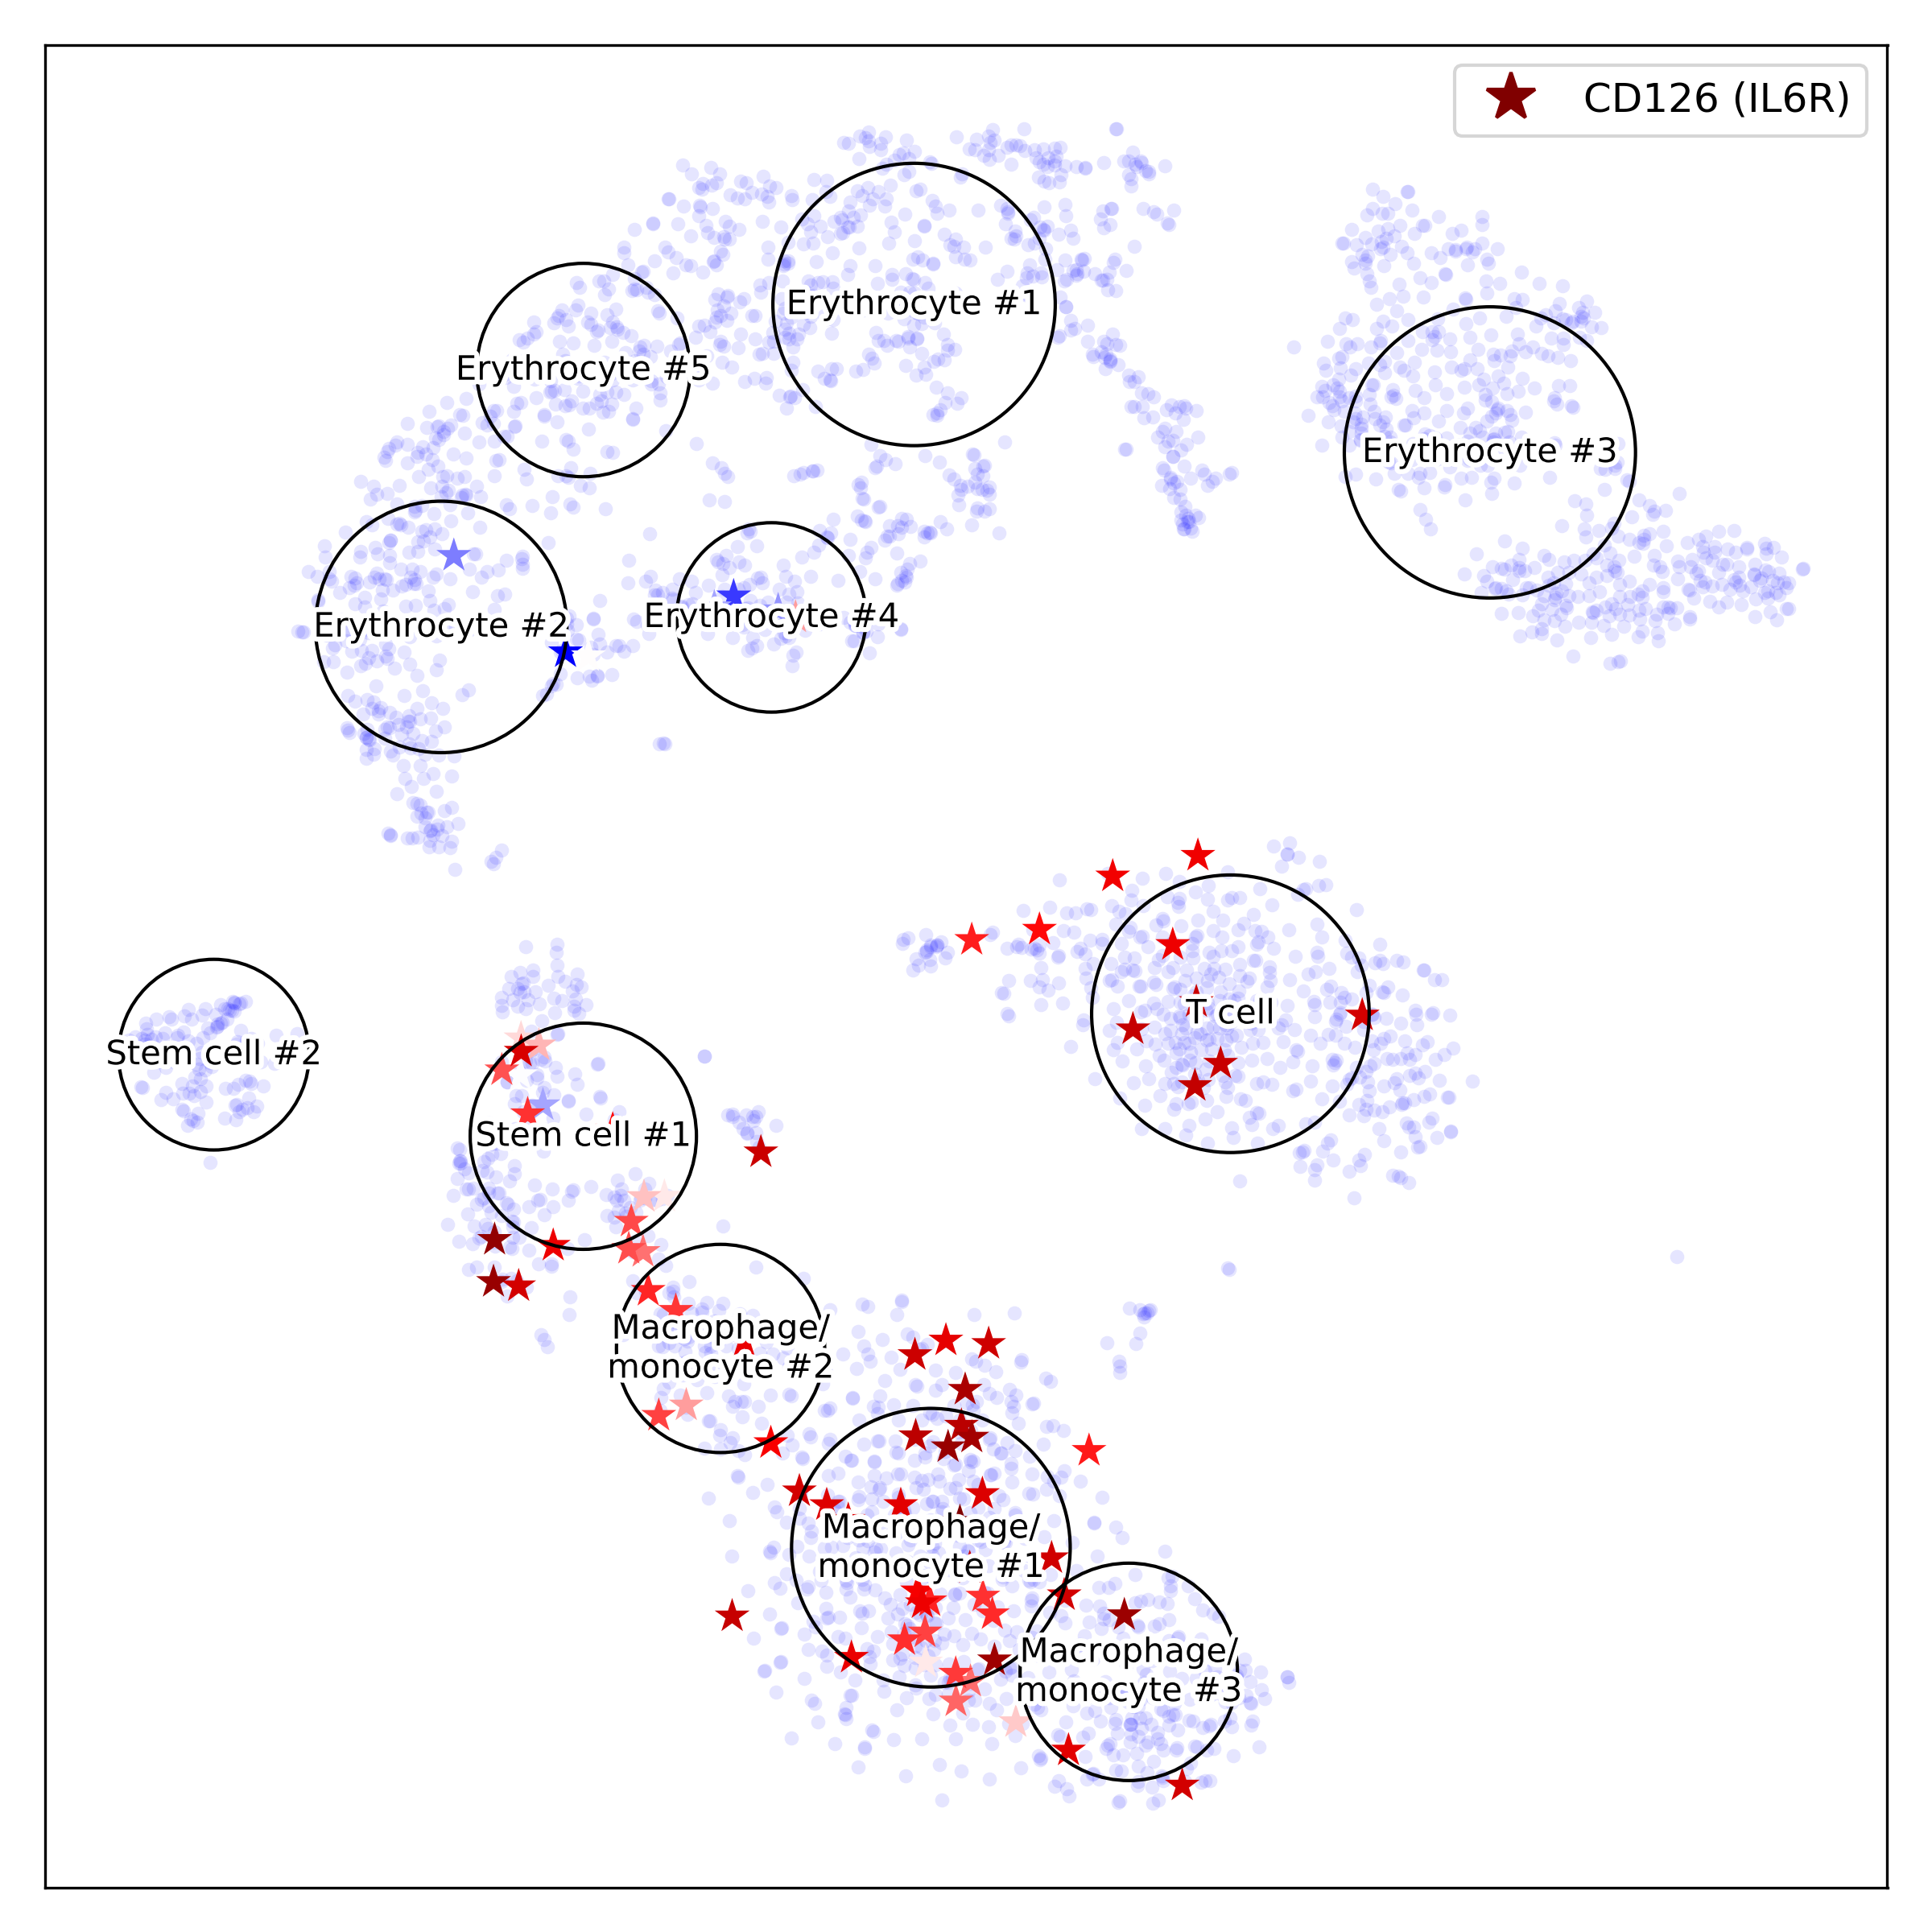 CD126 (IL6R)
Erythrocyte #1
Erythrocyte #5
Erythrocyte #3
Erythrocyte #2
Erythrocyte #4
T cell
Stem cell #2
Stem cell #1
Macrophage/
monocyte #2
Macrophage/
monocyte #1
Macrophage/
monocyte #3